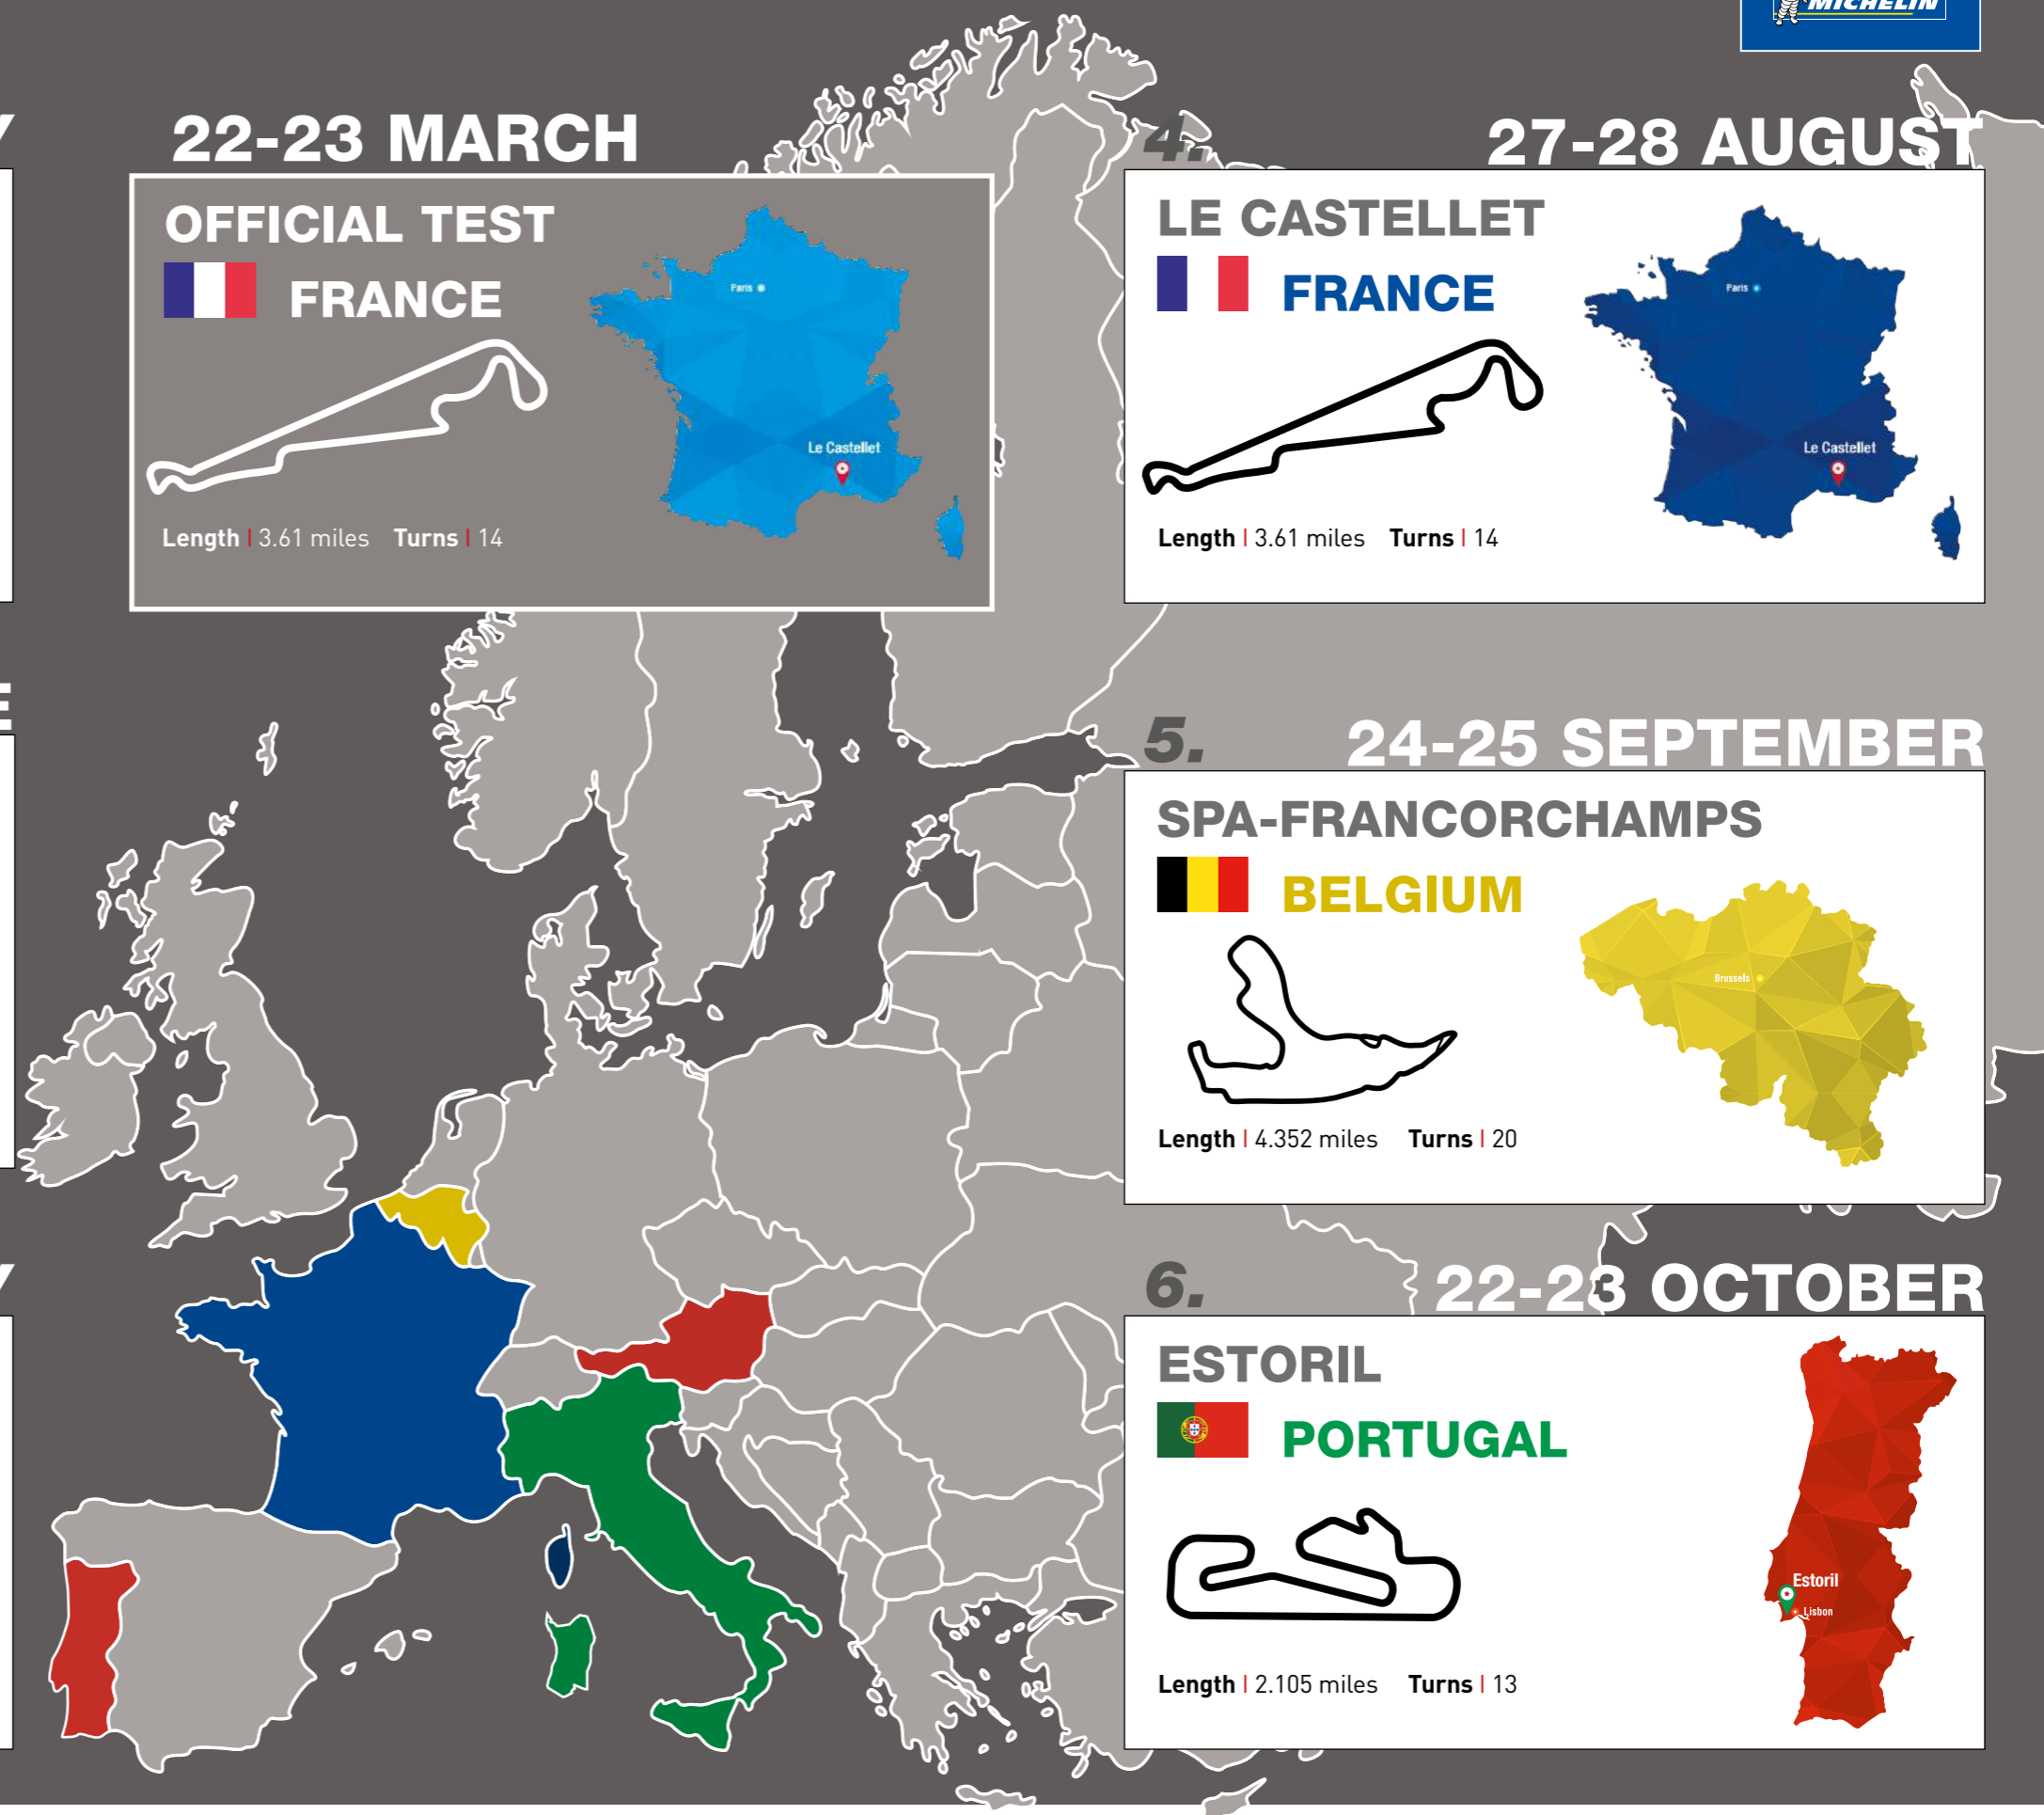 MICHELIN
Y
22-23 MARCH
OFFICIAL TEST
FRANCE
Paris
Le Castellet
Length | 3.61 miles Turns | 14
4.
27-28 AUGUST
LE CASTELLET
FRANCE
Paris
Le Castellet
Length | 3.61 miles Turns | 14
E
5.
24-25 SEPTEMBER
SPA-FRANCORCHAMPS
BELGIUM
Brussels
Length | 4.352 miles Turns | 20
Y
6.
22-23 OCTOBER
ESTORIL
PORTUGAL
Estoril
Lisbon
Length | 2.105 miles Turns | 13